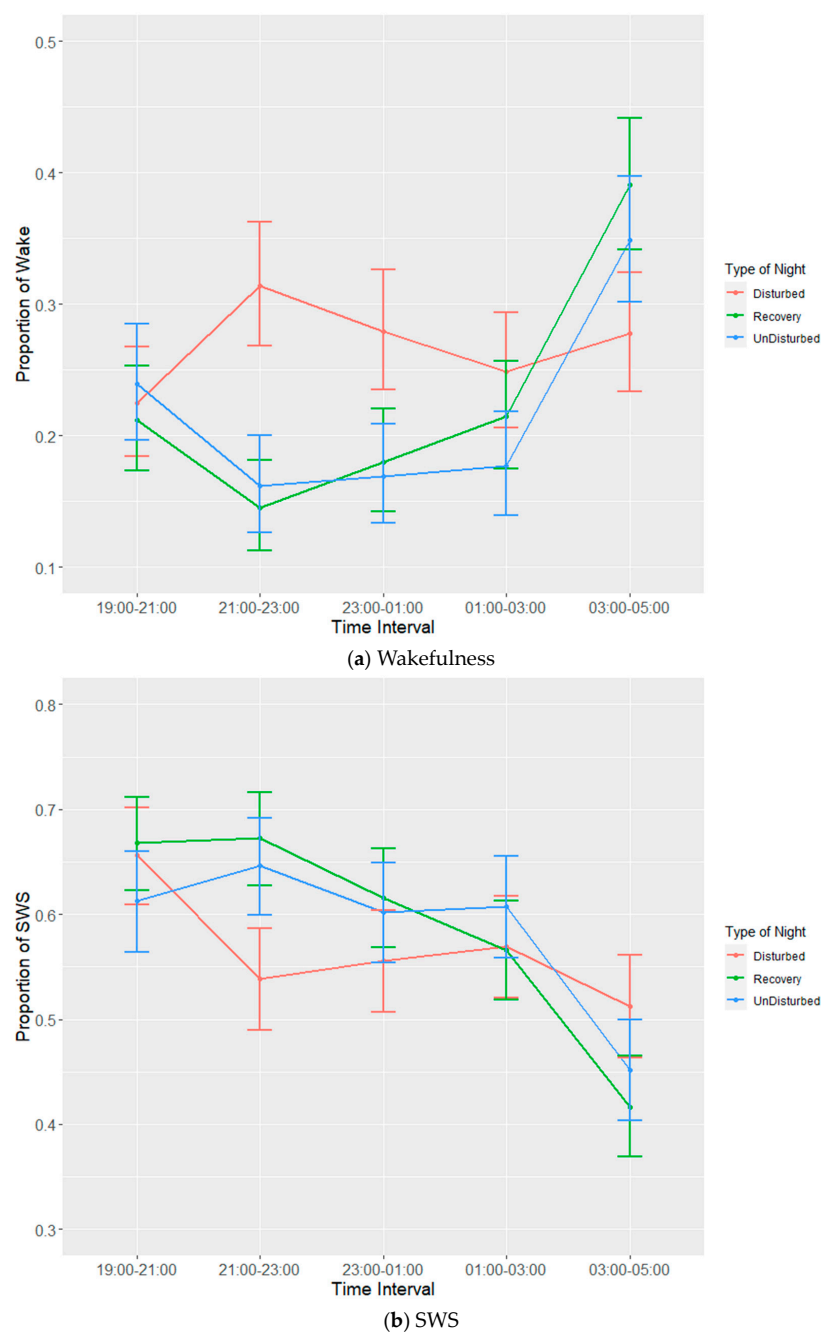 0.5
0.4
0.3
0.2
0.1
Proportion of Wake
19:00-21:00 21:00-23:00 23:00-01:00 01:00-03:00 03:00-05:00
Time Interval
Type of Night
Disturbed
Recovery
UnDisturbed
(a) Wakefulness
0.8
0.7
0.6
0.5
0.4
0.3
Proportion of SWS
19:00-21:00 21:00-23:00 23:00-01:00 01:00-03:00 03:00-05:00
Time Interval
Type of Night
Disturbed
Recovery
UnDisturbed
(b) SWS